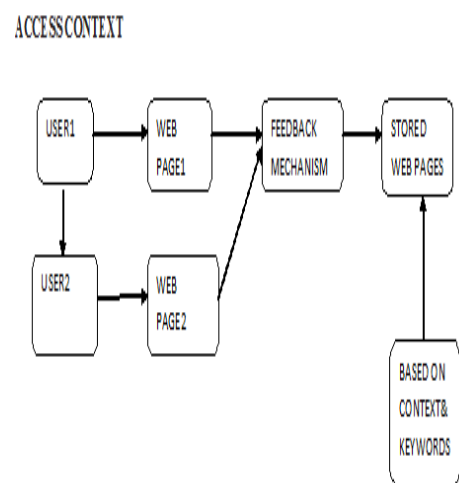 ACCESS CONTEXT
USER1
WEB
PAGE1
FEEDBACK
MECHANISM
STORED
WEB PAGES
USER2
WEB
PAGE2
BASED ON
CONTEXT&
KEYWORDS